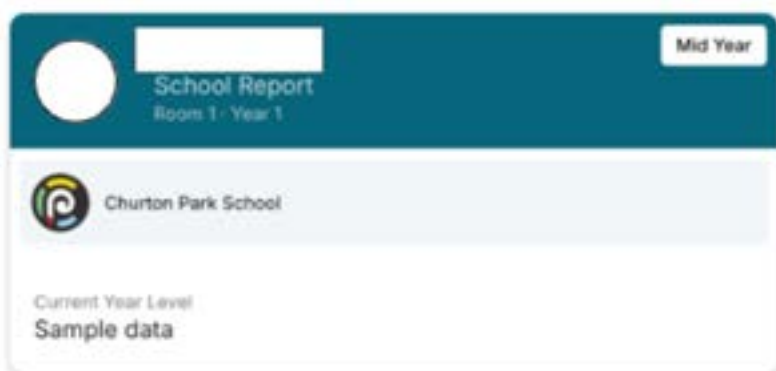 Mid Year
School Report
Room 1 · Year 1
Churton Park School
Current Year Level
Sample data